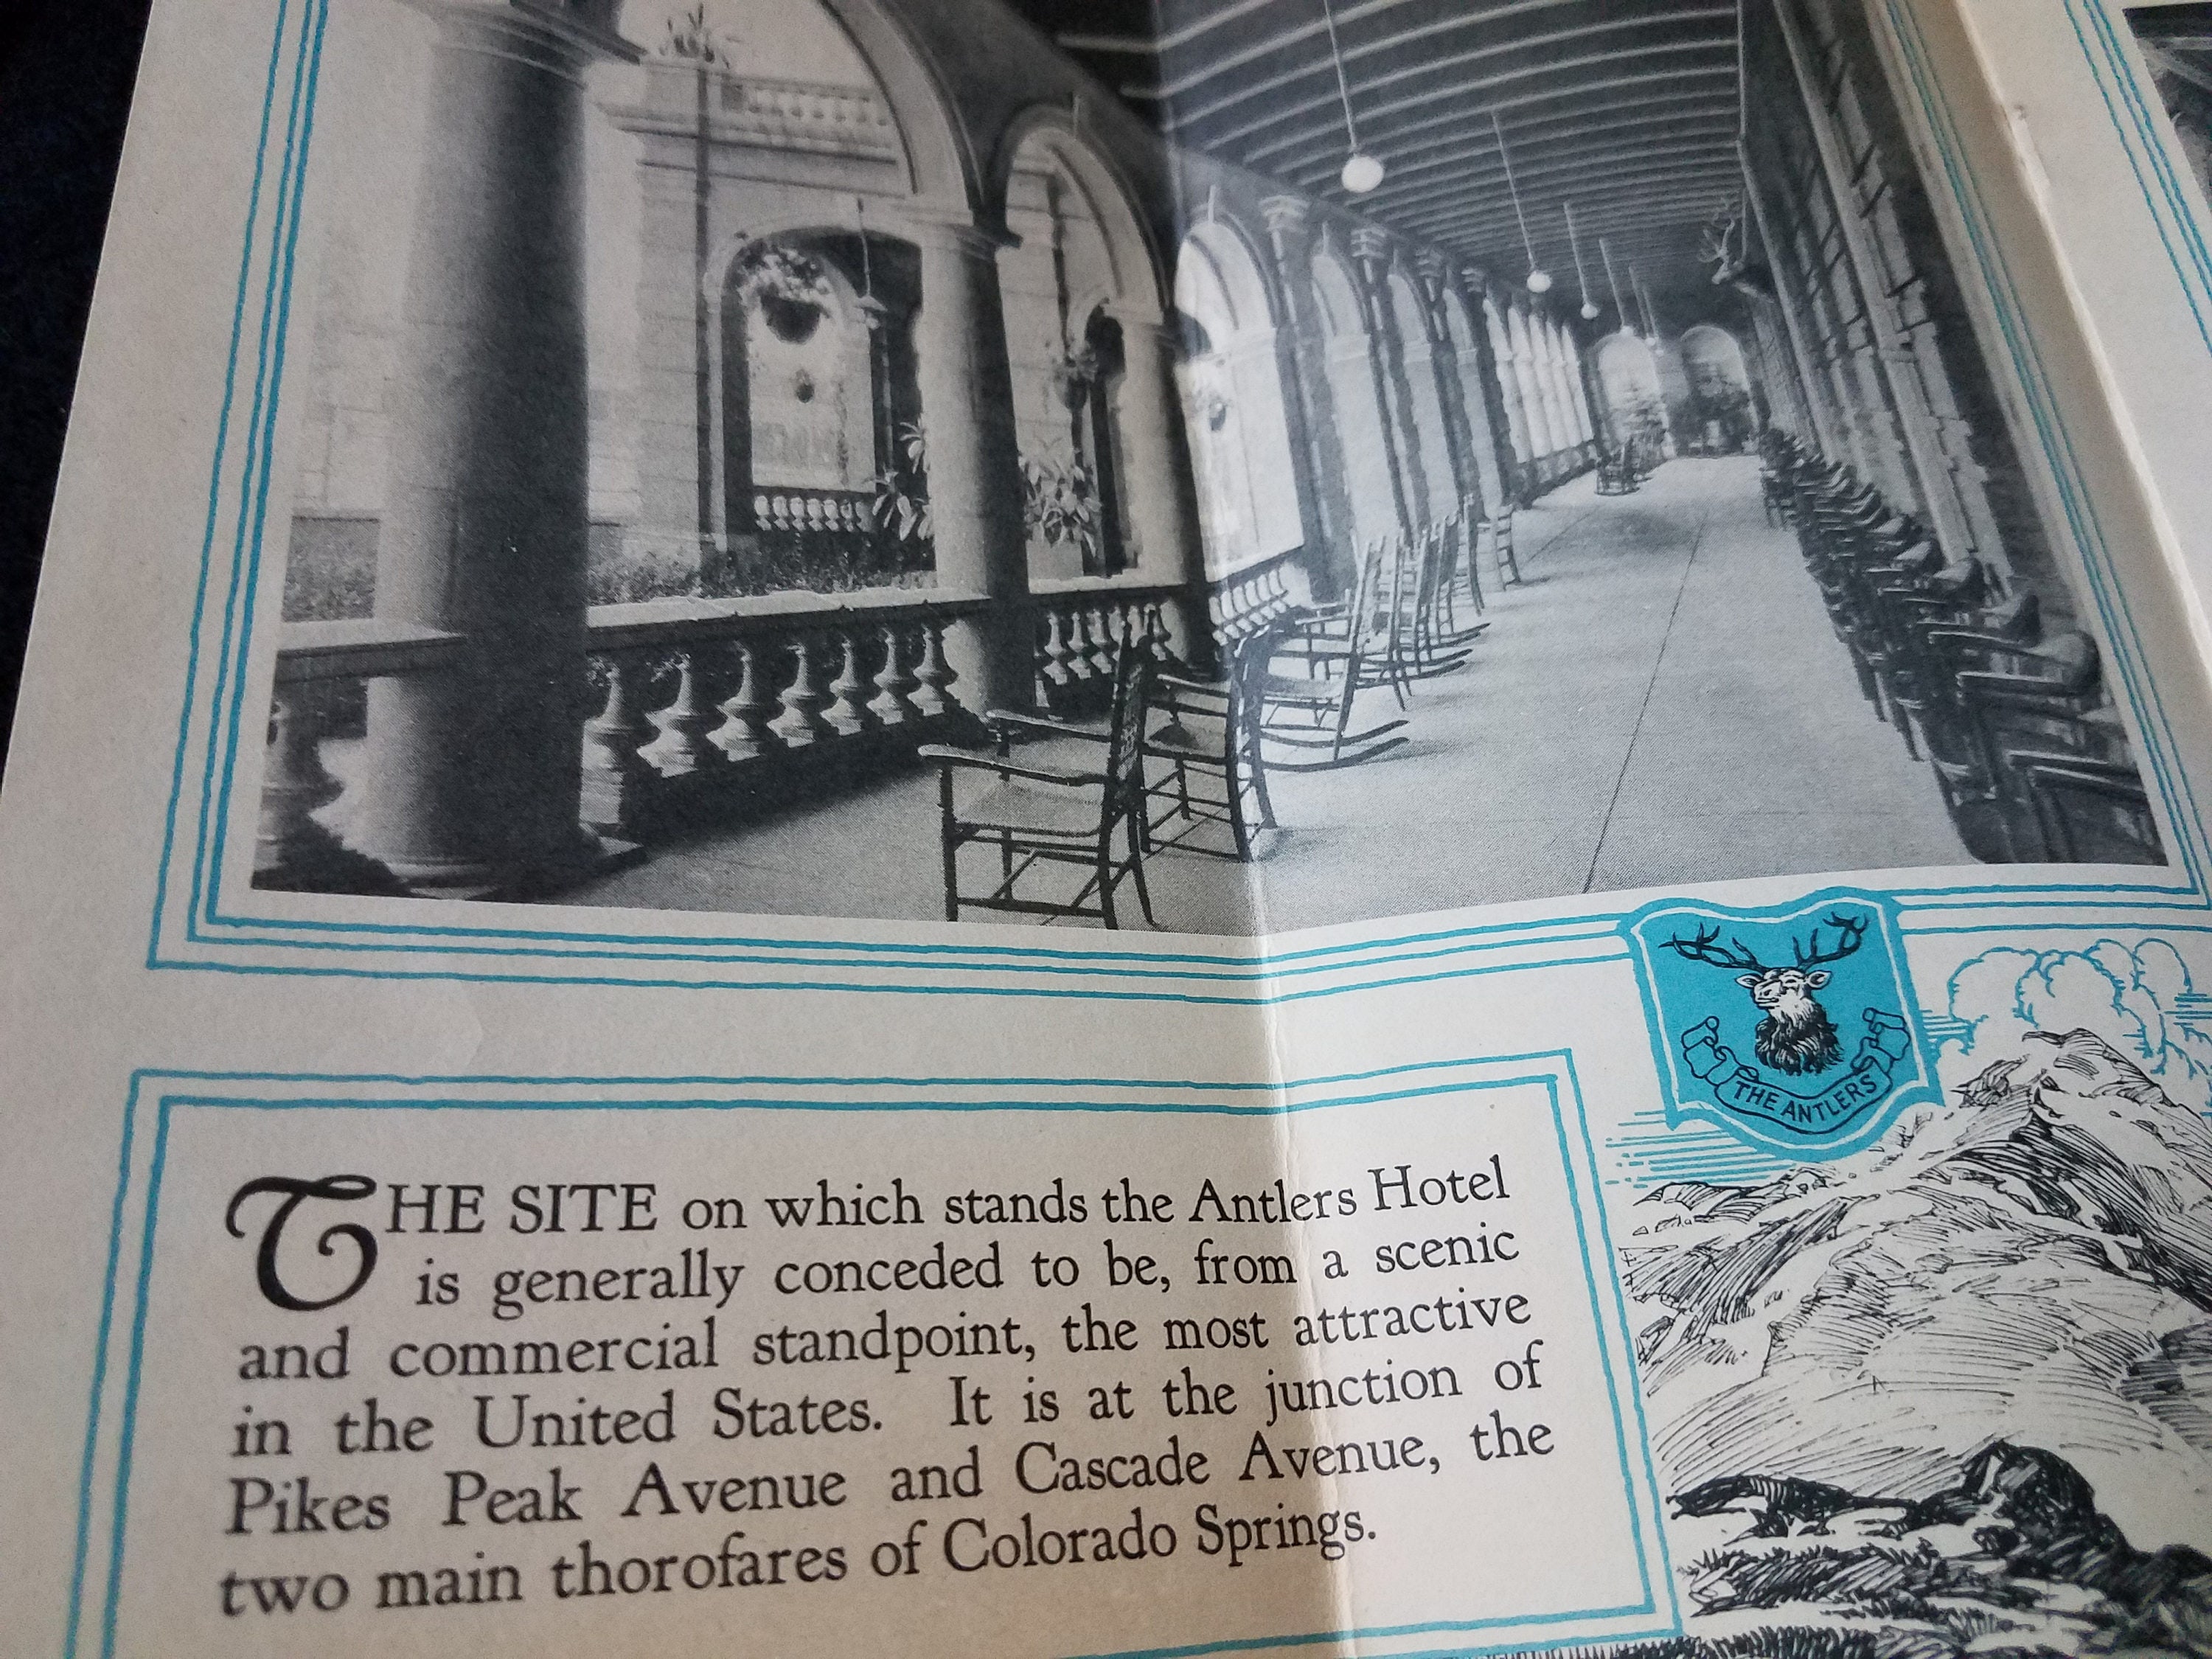 THE ANTLERS
THE SITE on which stands the Antlers Hotel
is generally conceded to be, from a scenic
and commercial standpoint, the most attractive
in the United States. It is at the junction of
Pikes Peak Avenue and Cascade Avenue, the
two main thorofares of Colorado Springs.